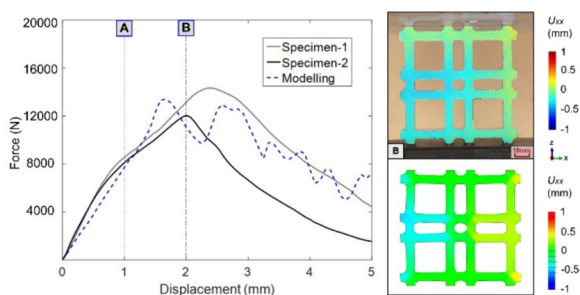 A
B
20000
16000
12000
8000
4000
Force (N)
Specimen-1
Specimen-2
Modelling
0
1
2
3
4
5
Displacement (mm)
Uxx
(mm)
1
0.5
0
-0.5
-1
z
x
B
10mm
Uxx
(mm)
1
0.5
0
-0.5
-1